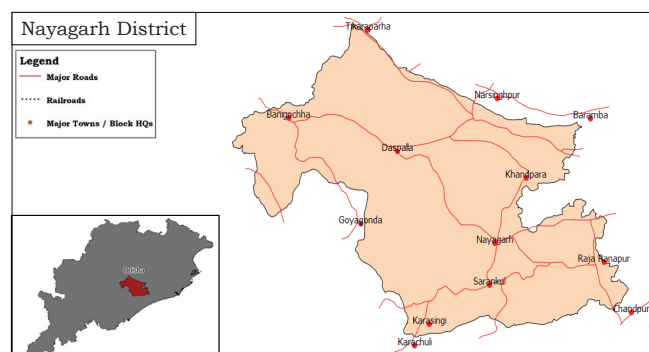 Nayagarh District
Legend
Major Roads
Railroads
Major Towns / Block HQs
Tikaraparha
Narsinghpur
Banigochha
Baramba
Daspalla
Khandpara
Goyagonda
Nayagarh
Raja Ranapur
Sarankul
Chandpur
Karasingi
Karachuli
Odisha